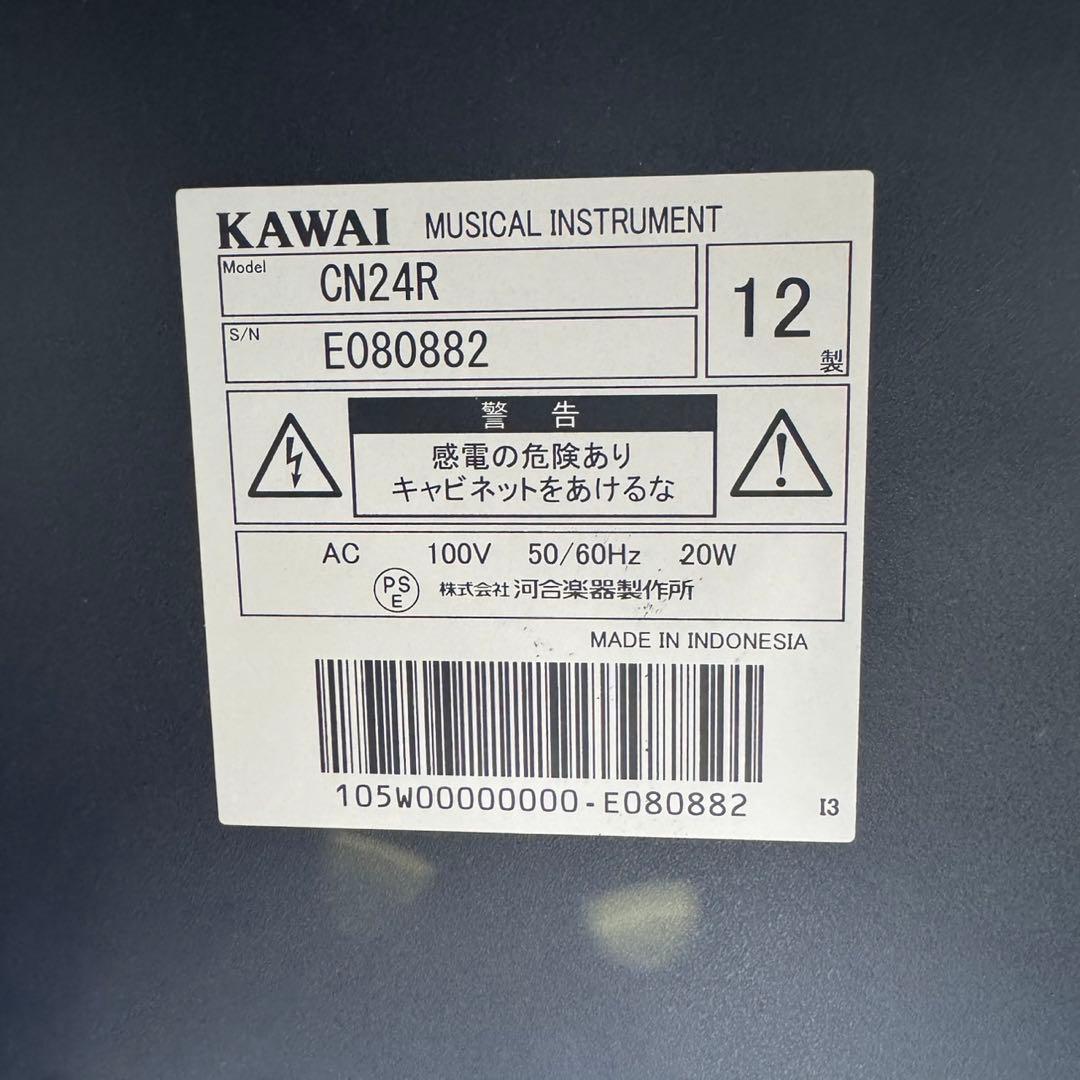 KAWAI MUSICAL INSTRUMENT
Model CN24R
S/N E080882
12製
警告
感電の危険あり
キャビネットをあけるな
AC 100V 50/60Hz 20W
PSE 株式会社 河合楽器製作所
MADE IN INDONESIA
105W00000000-E080882
I3